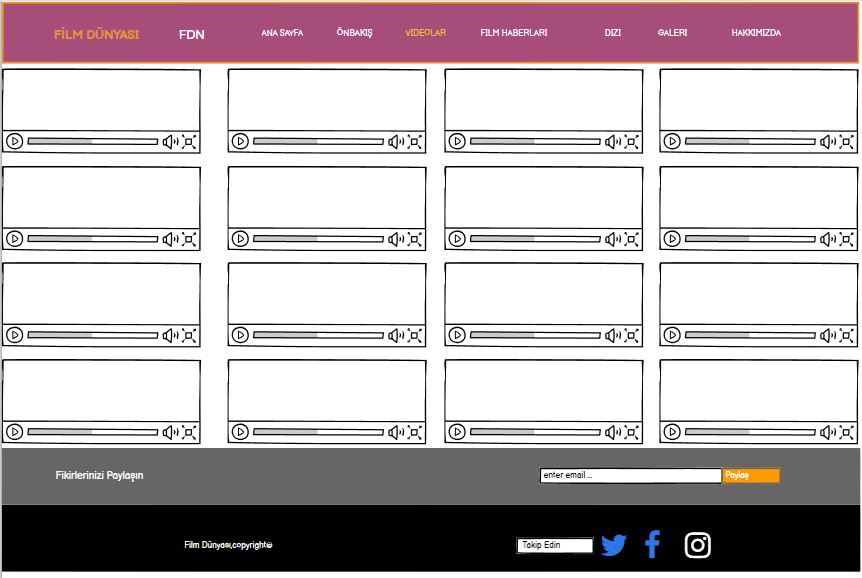 FİLM DÜNYASI FDN ANA SAYFA ÖNBAKIŞ VIDEOLAR FILM HABERLARI DIZI GALERI HAKKIMIZDA
Fikirlerinizi Paylaşın enter email ... Paylaş
Film Dünyası,copyright© Takip Edin